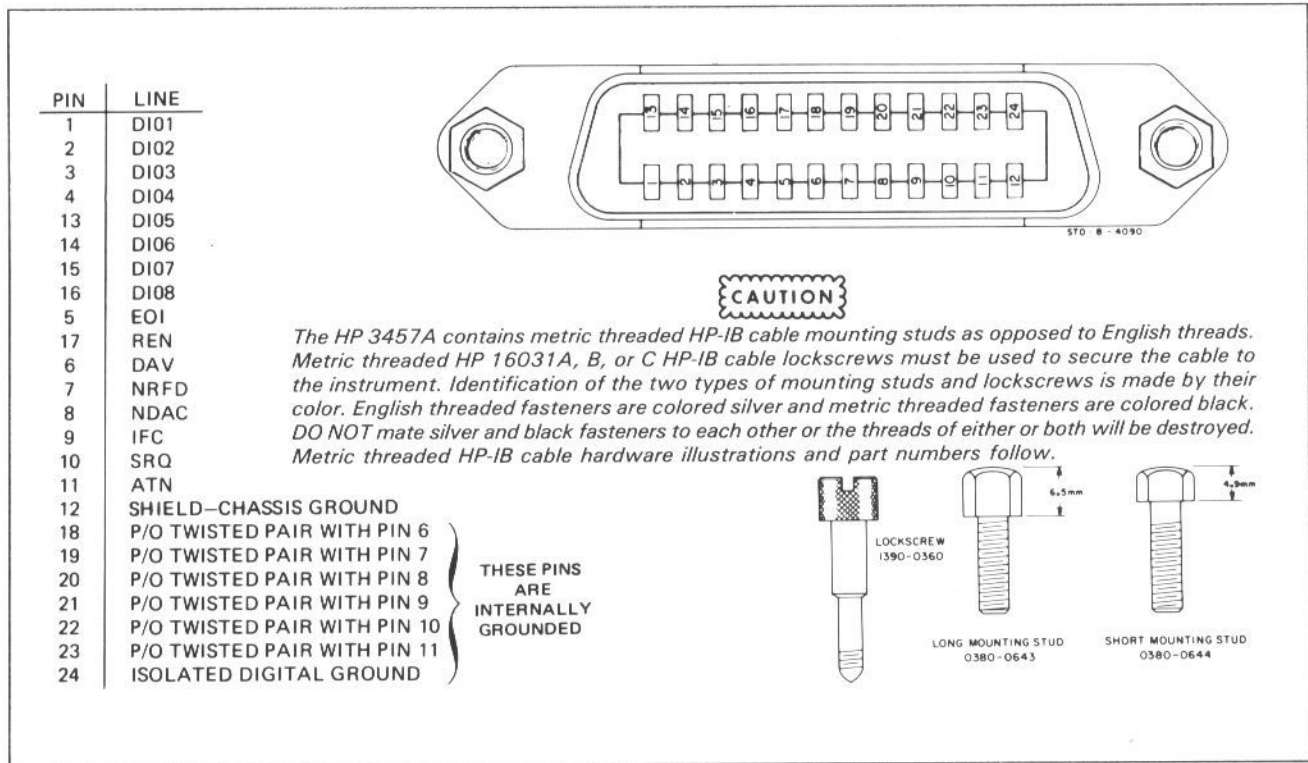 PIN LINE
1 DI01
2 DI02
3 DI03
4 DI04
13 DI05
14 DI06
15 DI07
16 DI08
5 EOI
17 REN
6 DAV
7 NRFD
8 NDAC
9 IFC
10 SRQ
11 ATN
12 SHIELD–CHASSIS GROUND
18 P/O TWISTED PAIR WITH PIN 6
19 P/O TWISTED PAIR WITH PIN 7
20 P/O TWISTED PAIR WITH PIN 8
21 P/O TWISTED PAIR WITH PIN 9
22 P/O TWISTED PAIR WITH PIN 10
23 P/O TWISTED PAIR WITH PIN 11
24 ISOLATED DIGITAL GROUND
THESE PINS
ARE
INTERNALLY
GROUNDED
13 14 15 16 17 18 19 20 21 22 23 24
1 2 3 4 5 6 7 8 9 10 11 12
STD-B-4090
CAUTION
The HP 3457A contains metric threaded HP-IB cable mounting studs as opposed to English threads.
Metric threaded HP 16031A, B, or C HP-IB cable lockscrews must be used to secure the cable to
the instrument. Identification of the two types of mounting studs and lockscrews is made by their
color. English threaded fasteners are colored silver and metric threaded fasteners are colored black.
DO NOT mate silver and black fasteners to each other or the threads of either or both will be destroyed.
Metric threaded HP-IB cable hardware illustrations and part numbers follow.
LOCKSCREW
1390-0360
6.5mm
LONG MOUNTING STUD
0380-0643
4.9mm
SHORT MOUNTING STUD
0380-0644